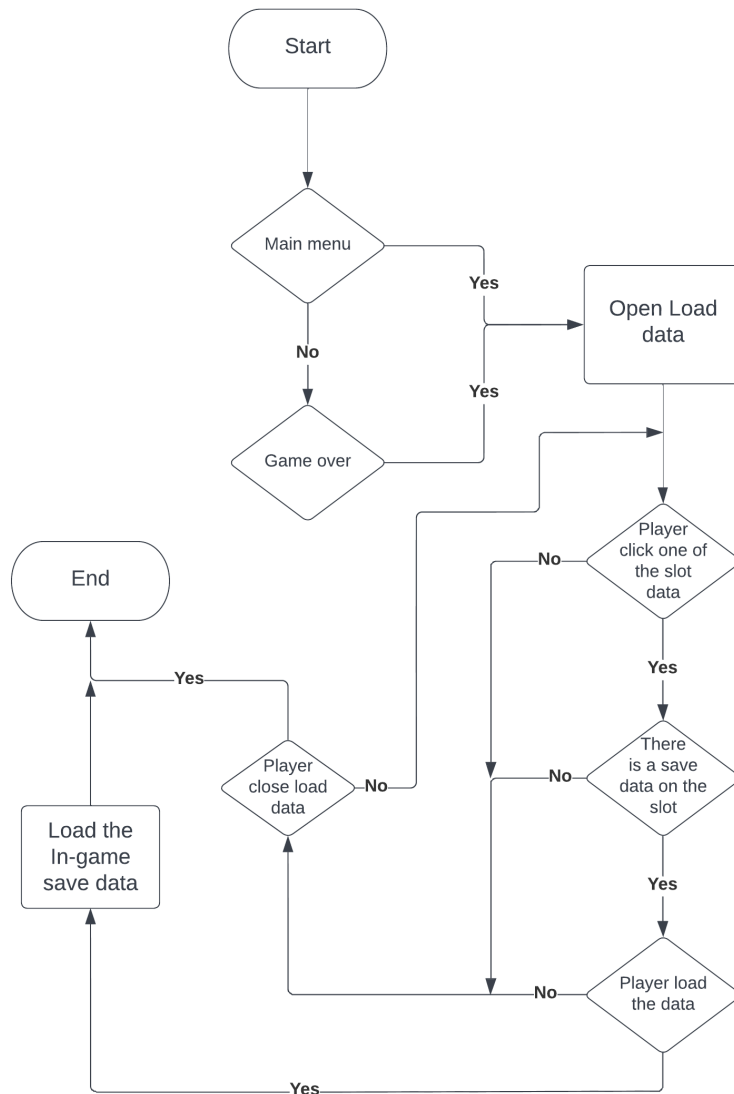 Start
Main menu
Yes
Open Load
data
No
Yes
Game over
Player
click one of
the slot
data
No
End
Yes
Yes
There
is a save
data on the
slot
No
Player
close load
data
No
Load the
In-game
save data
Yes
Player load
the data
No
Yes